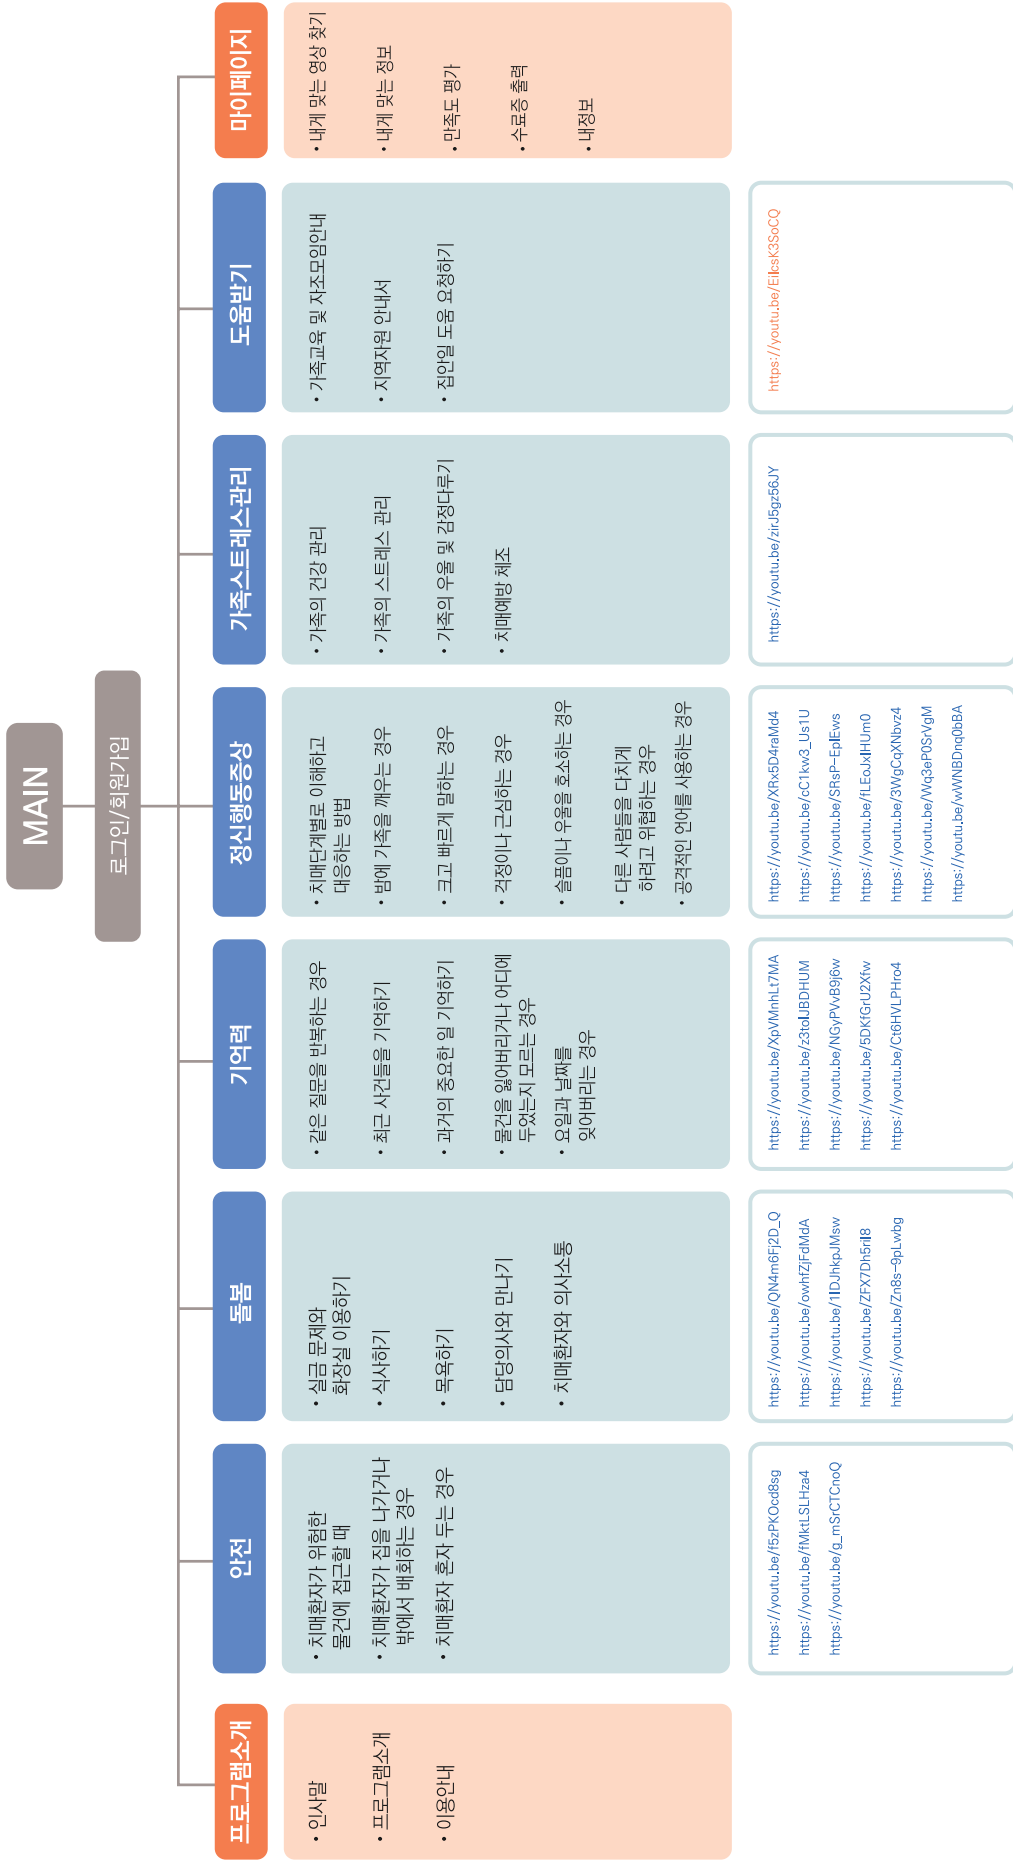 MAIN
로그인/회원가입
프로그램소개
• 인사말
• 프로그램소개
• 이용안내
안전
• 치매환자가 위험한
물건에 접근할 때
• 치매환자가 집을 나가거나
밖에서 배회하는 경우
• 치매환자 혼자 두는 경우
https://youtu.be/f5zPKOcd8sg
https://youtu.be/fMktLSLHza4
https://youtu.be/g_mSrCTCnoQ
돌봄
• 실금 문제와
화장실 이용하기
• 식사하기
• 목욕하기
• 담당의사와 만나기
• 치매환자와 의사소통
https://youtu.be/QN4m6Fj2D_Q
https://youtu.be/owhfZjFdMdA
https://youtu.be/1IDJhkpJMsw
https://youtu.be/ZFX7Dh5ril8
https://youtu.be/Zn8s-9pLwbg
기억력
• 같은 질문을 반복하는 경우
• 최근 사건들을 기억하기
• 과거의 중요한 일 기억하기
• 물건을 잃어버리거나 어디에
두었는지 모르는 경우
• 요일과 날짜를
잊어버리는 경우
https://youtu.be/XpVMnhLt7MA
https://youtu.be/z3tolJBDHUM
https://youtu.be/NGyPVvB9j6w
https://youtu.be/5DKfGrU2Xfw
https://youtu.be/Ct6HVLPHro4
정신행동증상
• 치매단계별로 이해하고
대응하는 방법
• 밤에 가족을 깨우는 경우
• 크고 빠르게 말하는 경우
• 걱정이나 근심하는 경우
• 슬픔이나 우울을 호소하는 경우
• 다른 사람들을 다치게
하려고 위협하는 경우
• 공격적인 언어를 사용하는 경우
https://youtu.be/XRx5D4raMd4
https://youtu.be/cC1kw3_Us1U
https://youtu.be/SRsP-EplEws
https://youtu.be/fLEoJxlHUm0
https://youtu.be/3WgCqXNbvz4
https://youtu.be/Wq3eP0SrVgM
https://youtu.be/wWNBDnq0bBA
가족스트레스관리
• 가족의 건강 관리
• 가족의 스트레스 관리
• 가족의 우울 및 감정다루기
• 치매예방 체조
https://youtu.be/zirJ5gz56JY
도움받기
• 가족교육 및 자조모임안내
• 지역자원 안내서
• 집안일 도움 요청하기
https://youtu.be/EilcsK3SoCQ
마이페이지
• 내게 맞는 영상 찾기
• 내게 맞는 정보
• 만족도 평가
• 수료증 출력
• 내정보